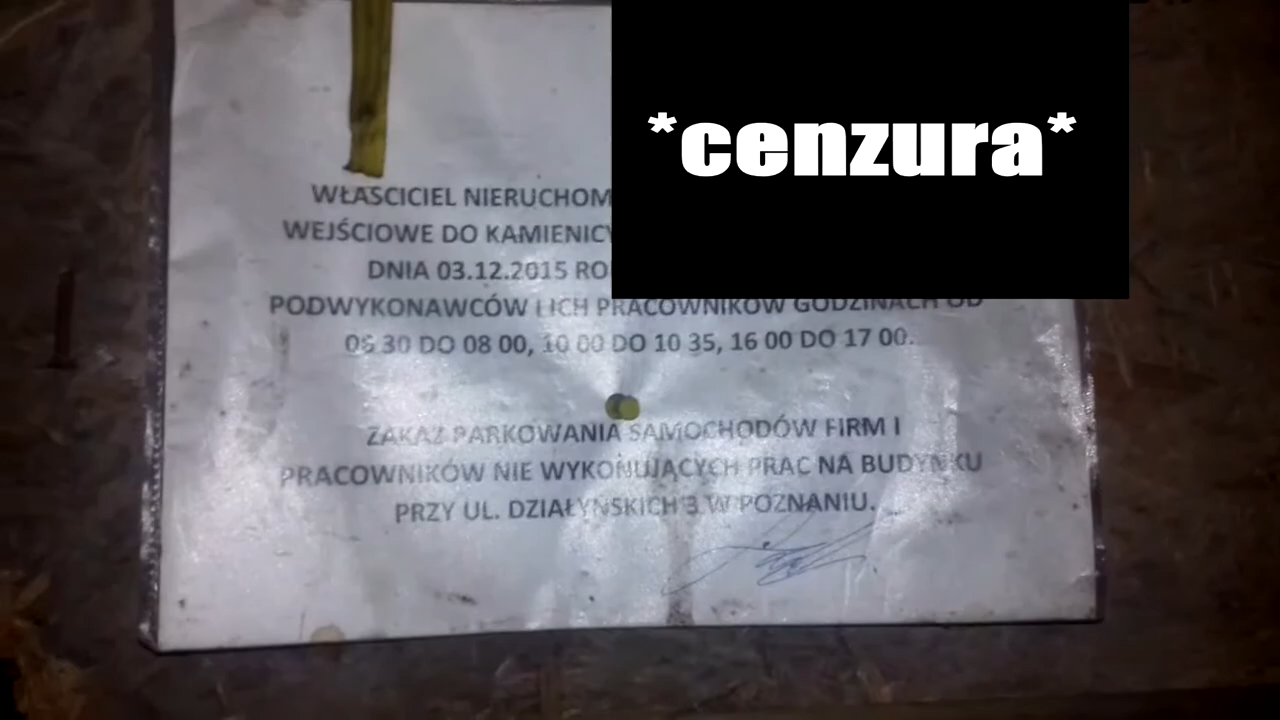 *cenzura*
WŁAŚCICIEL NIERUCHOM
WEJŚCIOWE DO KAMIENICY
DNIA 03.12.2015 RO
PODWYKONAWCÓW I ICH PRACOWNIKÓW GODZINACH OD
06 30 DO 08 00, 10 00 DO 10 35, 16 00 DO 17 00.
ZAKAZ PARKOWANIA SAMOCHODÓW FIRM I
PRACOWNIKÓW NIE WYKONUJĄCYCH PRAC NA BUDYNKU
PRZY UL. DZIAŁYŃSKICH 3 W POZNANIU.